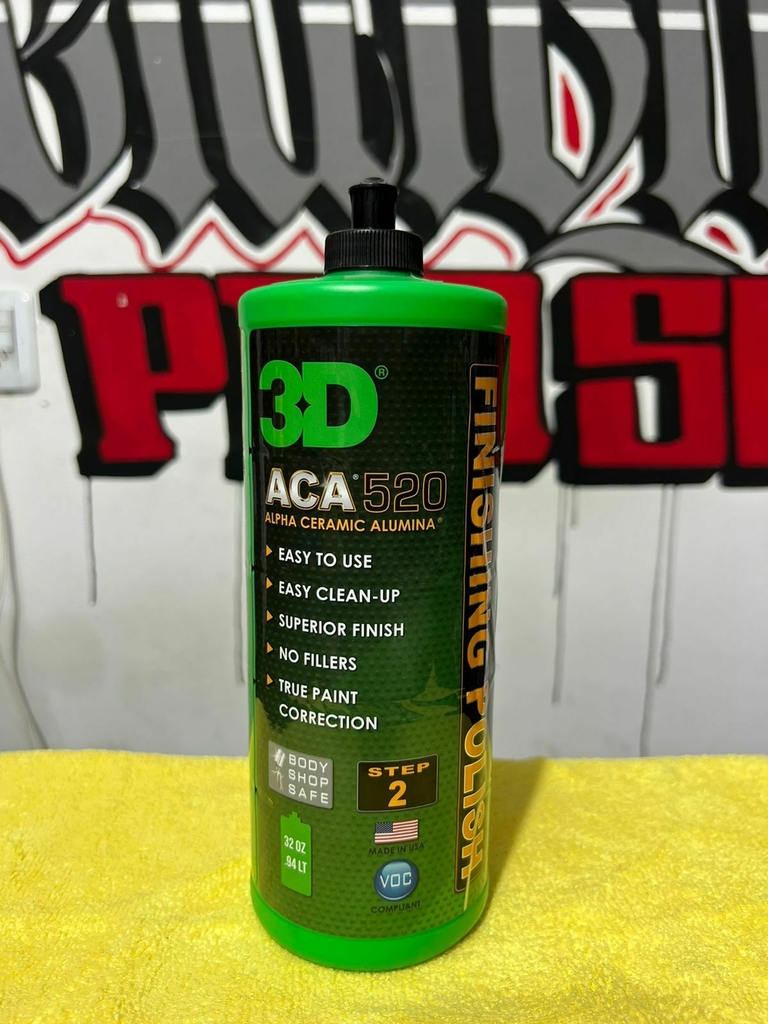 3D®
ACA® 520
ALPHA CERAMIC ALUMINA®
EASY TO USE
EASY CLEAN-UP
SUPERIOR FINISH
NO FILLERS
TRUE PAINT
CORRECTION
FINISHING POLISH
BODY
SHOP
SAFE
STEP
2
32 OZ
.94 LT
MADE IN USA
VOC
COMPLIANT